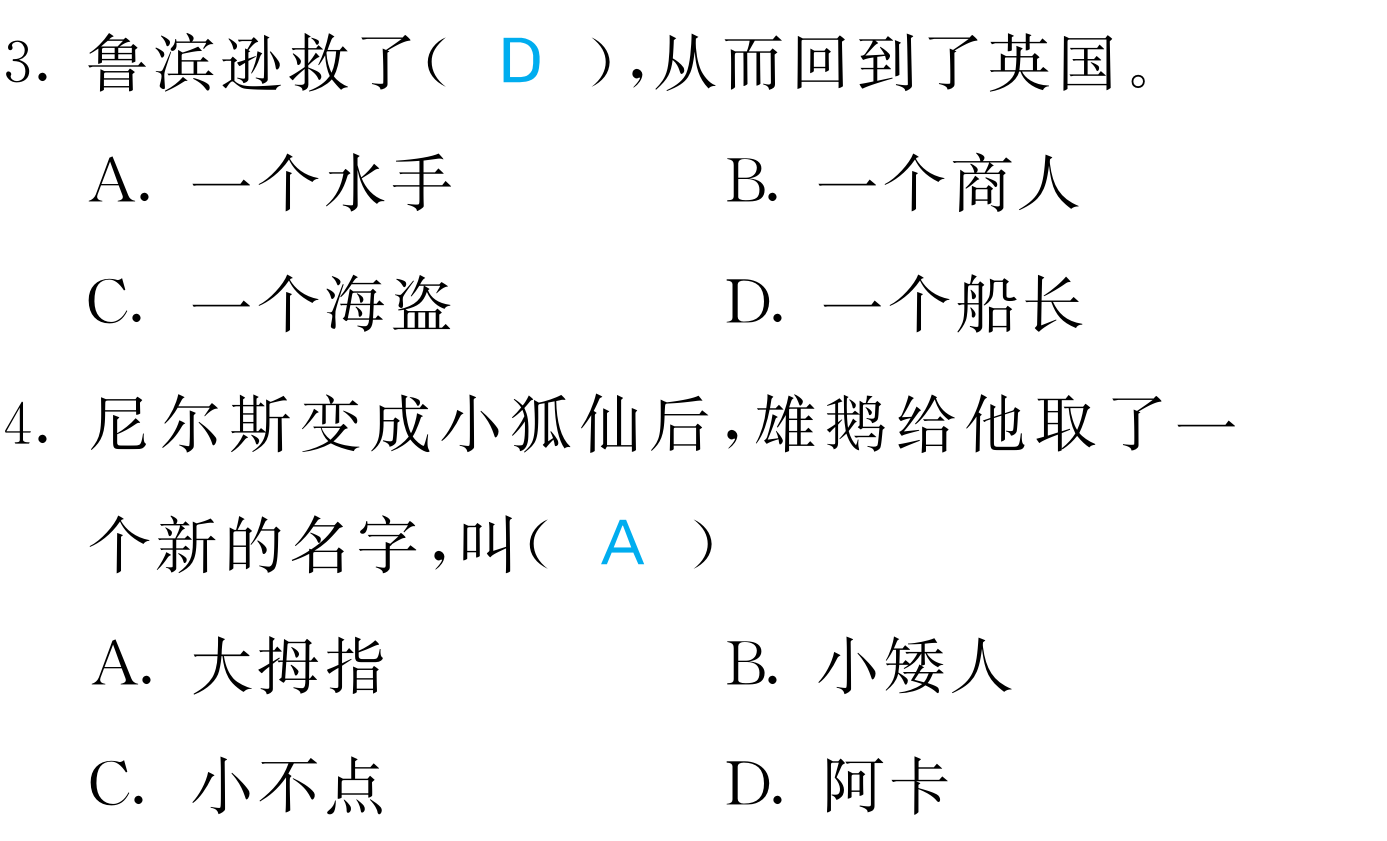 3. 鲁滨逊救了( D ),从而回到了英国。
A. 一个水手 B. 一个商人
C. 一个海盗 D. 一个船长
4. 尼尔斯变成小狐仙后,雄鹅给他取了一
个新的名字,叫( A )
A. 大拇指 B. 小矮人
C. 小不点 D. 阿卡